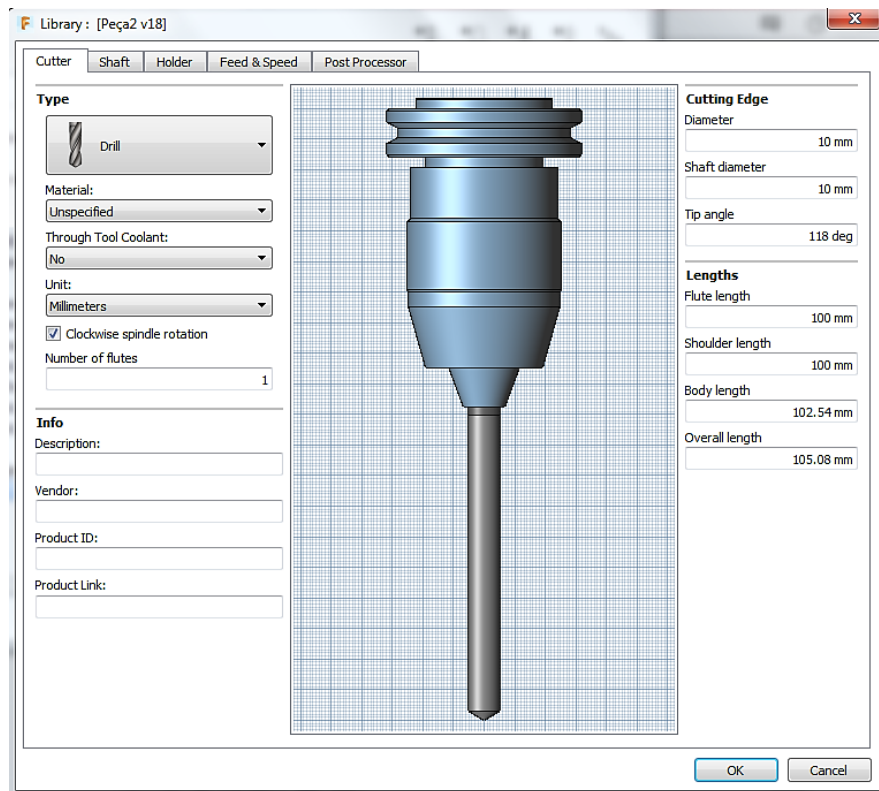 F Library : [Peça2 v18]
Cutter Shaft Holder Feed & Speed Post Processor
Type
Drill
Material:
Unspecified
Through Tool Coolant:
No
Unit:
Millimeters
Clockwise spindle rotation
Number of flutes
1
Info
Description:
Vendor:
Product ID:
Product Link:
Cutting Edge
Diameter
10 mm
Shaft diameter
10 mm
Tip angle
118 deg
Lengths
Flute length
100 mm
Shoulder length
100 mm
Body length
102.54 mm
Overall length
105.08 mm
OK Cancel